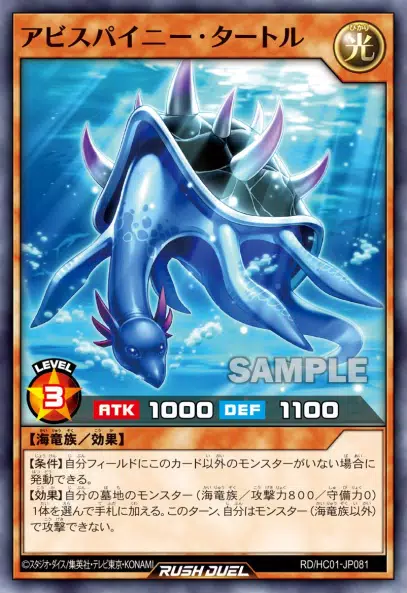 アビスパイニー・タートル
ひかり
光
SAMPLE
LEVEL
3
ATK 1000 DEF 1100
【海竜族／効果】
【条件】自分フィールドにこのカード以外のモンスターがいない場合に
発動できる。
【効果】自分の墓地のモンスター（海竜族／攻撃力800／守備力0）
1体を選んで手札に加える。このターン、自分はモンスター（海竜族以外）
で攻撃できない。
©スタジオ・ダイス/集英社・テレビ東京・KONAMI
RUSH DUEL
RD/HC01-JP081